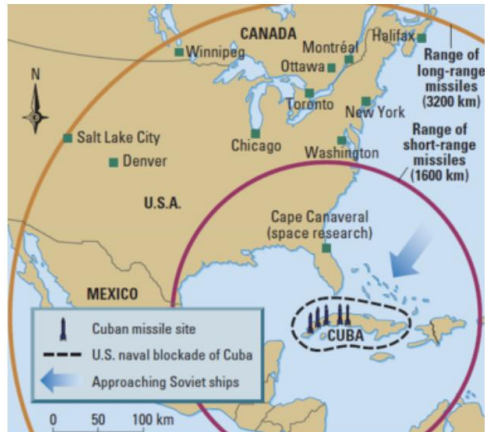 CANADA
Halifax
Winnipeg
Montréal
Ottawa
Range of
long-range
missiles
(3200 km)
N
Toronto
New York
Salt Lake City
Chicago
Washington
Range of
short-range
missiles
(1600 km)
Denver
U.S.A.
Cape Canaveral
(space research)
MEXICO
CUBA
Cuban missile site
U.S. naval blockade of Cuba
Approaching Soviet ships
0 50 100 km